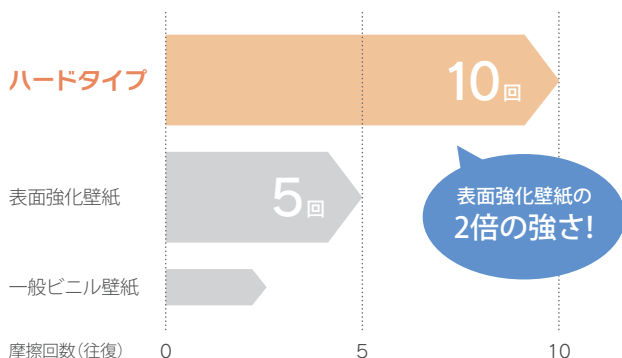 ハードタイプ
10回
表面強化壁紙
5回
表面強化壁紙の
2倍の強さ!
一般ビニル壁紙
摩擦回数(往復) 0 5 10